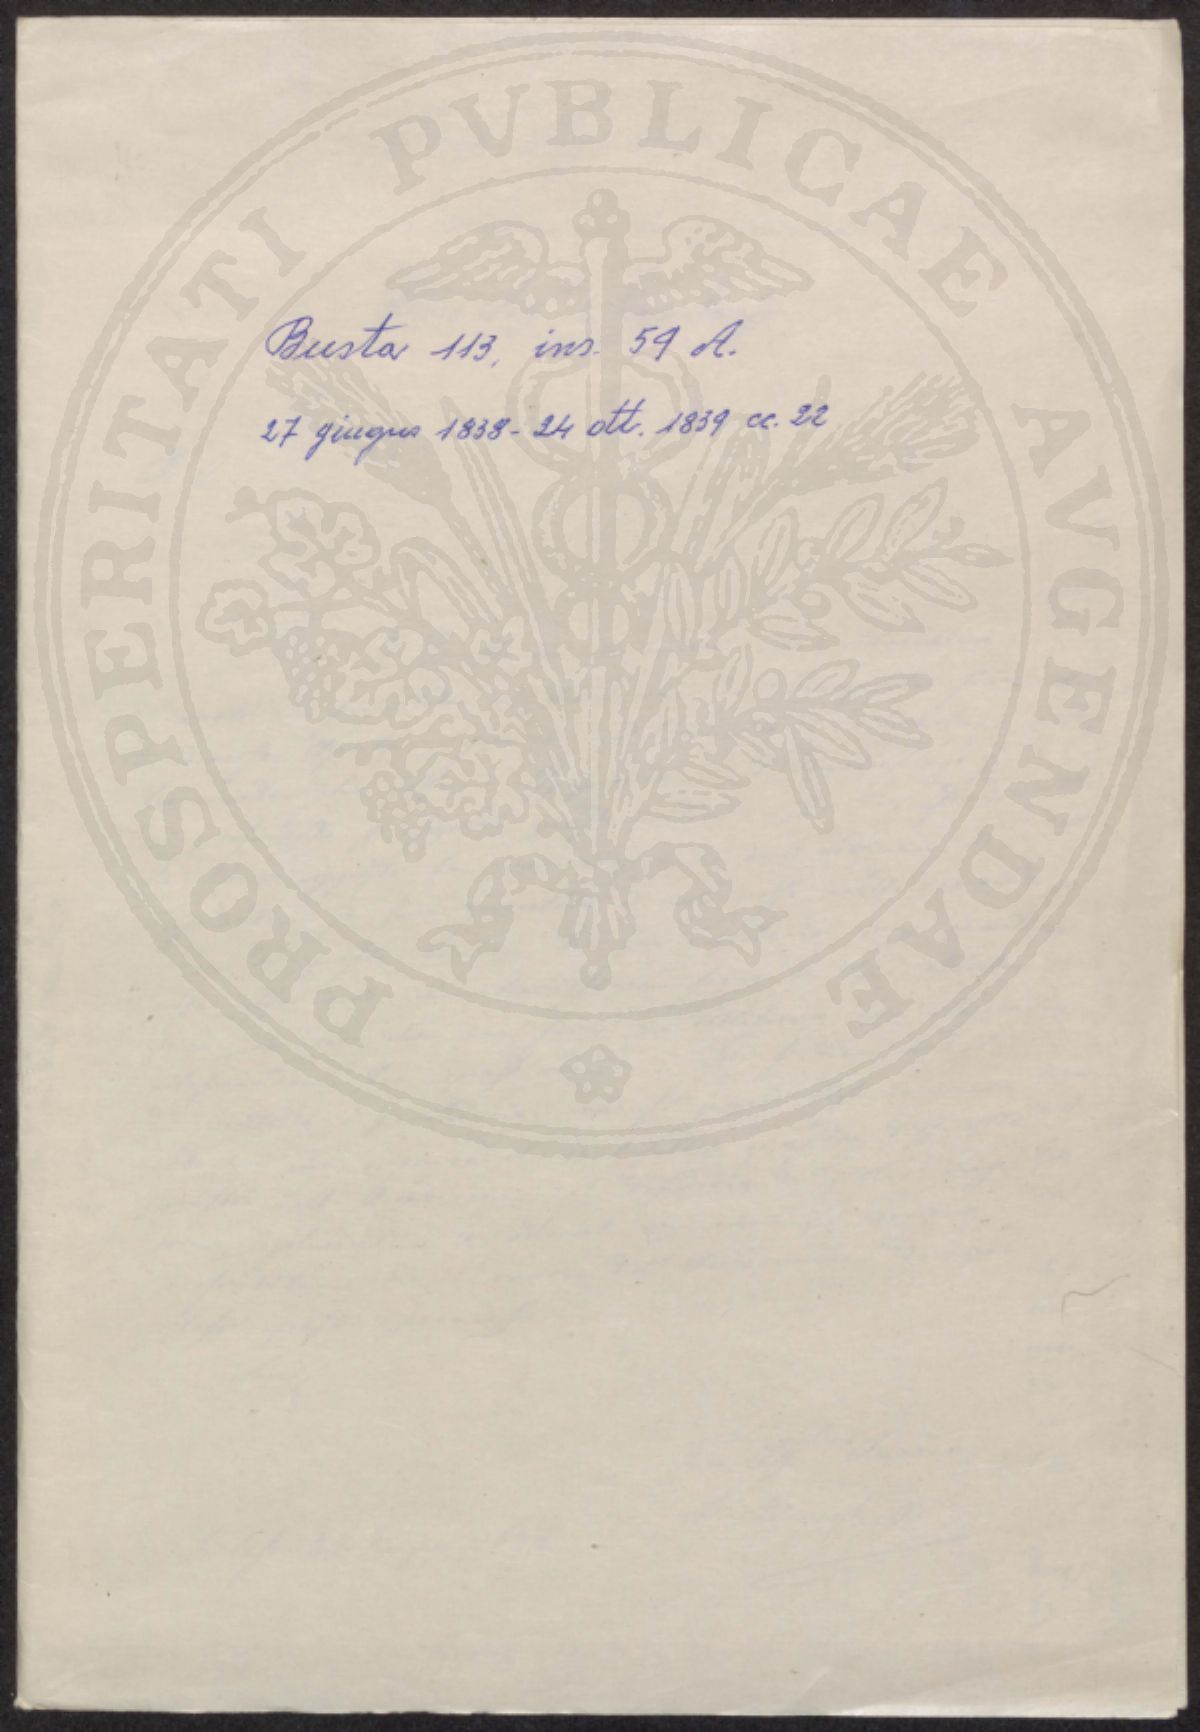 PROSPERITATI PVBLICAE AVGENDAE
Busta 113, ins. 59 A.
27 giugno 1838 - 24 ott. 1839 cc. 22